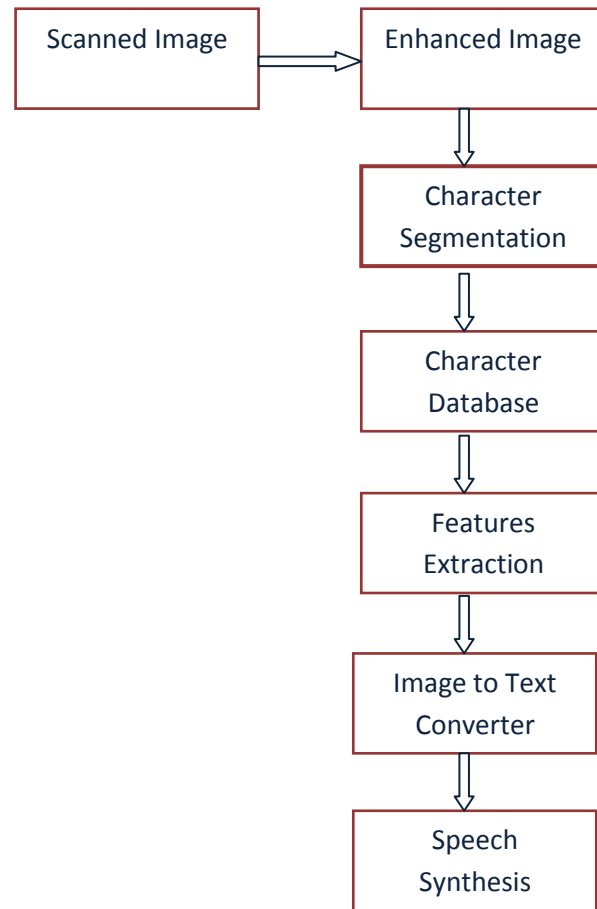 Scanned Image
Enhanced Image
Character
Segmentation
Character
Database
Features
Extraction
Image to Text
Converter
Speech
Synthesis